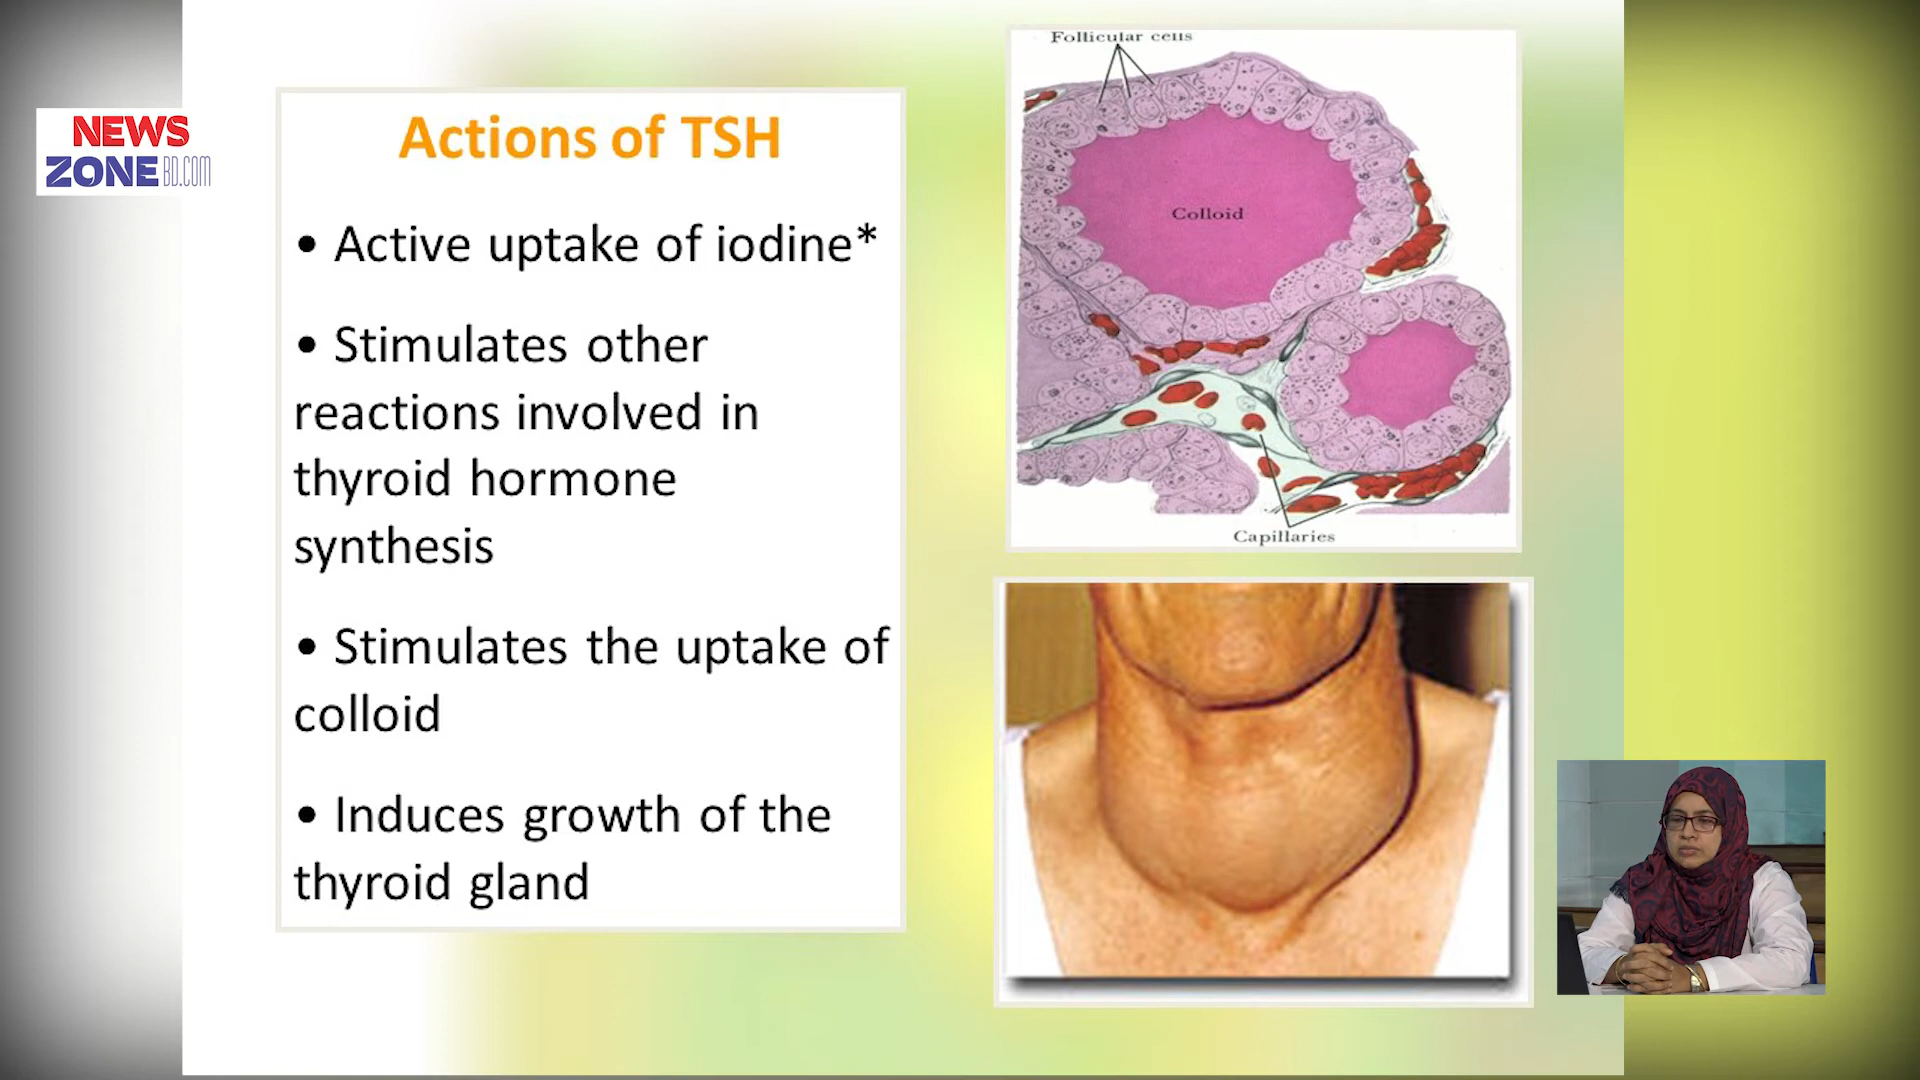 NEWS
ZONE BD.COM
Actions of TSH
• Active uptake of iodine*
• Stimulates other
reactions involved in
thyroid hormone
synthesis
• Stimulates the uptake of
colloid
• Induces growth of the
thyroid gland
Follicular cells
Colloid
Capillaries